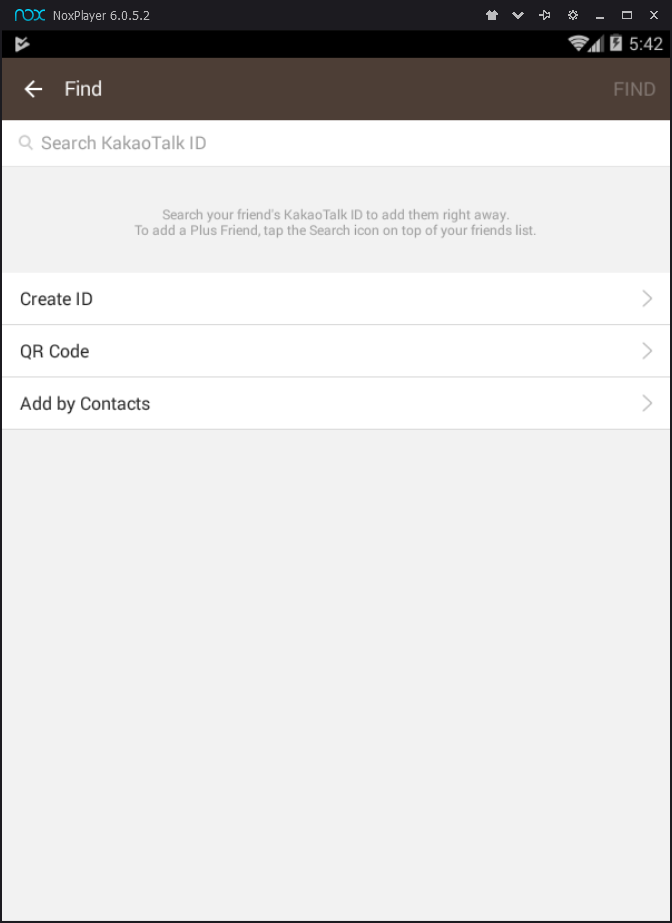 nox NoxPlayer 6.0.5.2
5:42
Find
FIND
Search KakaoTalk ID
Search your friend's KakaoTalk ID to add them right away.
To add a Plus Friend, tap the Search icon on top of your friends list.
Create ID
QR Code
Add by Contacts